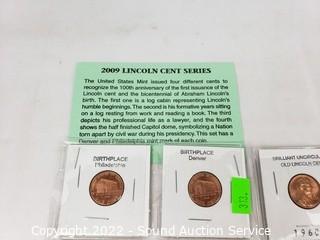 2009 LINCOLN CENT SERIES
The United States Mint issued four different cents to
recognize the 100th anniversary of the first issuance of the
Lincoln cent and the bicentennial of Abraham Lincoln's
birth. The first one is a log cabin representing Lincoln's
humble beginnings. The second is his formative years sitting
on a log resting from work and reading a book. The third
depicts his professional life as a lawyer, and the fourth
shows the half finished Capitol dome, symbolizing a Nation
torn apart by civil war during his presidency. This set has a
Denver and Philadelphia mint mark of each coin.
BIRTHPLACE
Philadelphia
BIRTHPLACE
Denver
BRILLIANT UNCIRCUL
OLD LINCOLN CEN
313
1960
Copyright 2022 - SoCalAuction